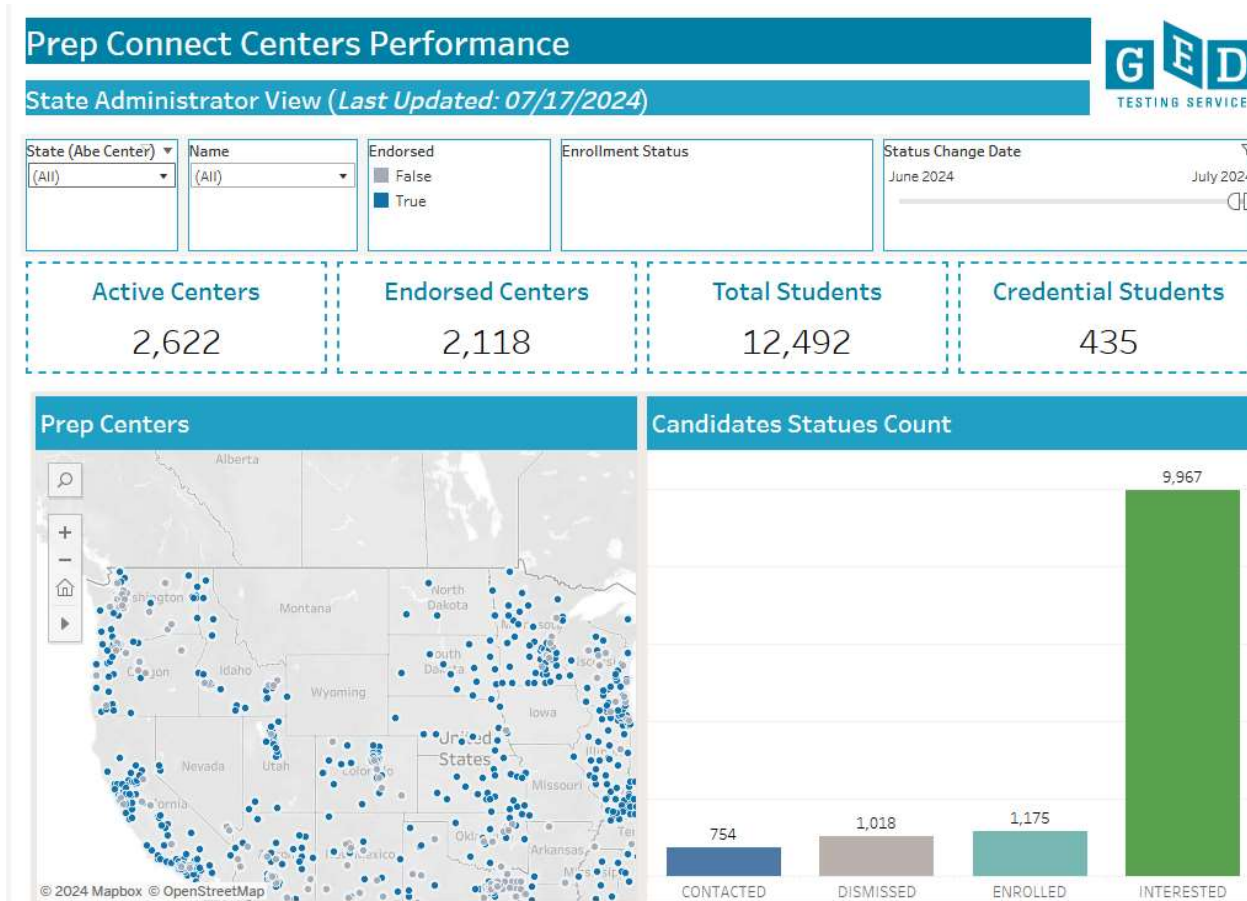 Prep Connect Centers Performance
GED
TESTING SERVICE
State Administrator View (Last Updated: 07/17/2024)
State (Abe Center)
(All)
Name
(All)
Endorsed
False
True
Enrollment Status
Status Change Date
June 2024
July 2024
Active Centers
2,622
Endorsed Centers
2,118
Total Students
12,492
Credential Students
435
Prep Centers
Alberta
Montana
North
Dakota
Idaho
Wyoming
Iowa
Nevada
Utah
United
States
Missouri
Arkansas
© 2024 Mapbox © OpenStreetMap
Candidates Statues Count
9,967
754
1,018
1,175
CONTACTED
DISMISSED
ENROLLED
INTERESTED